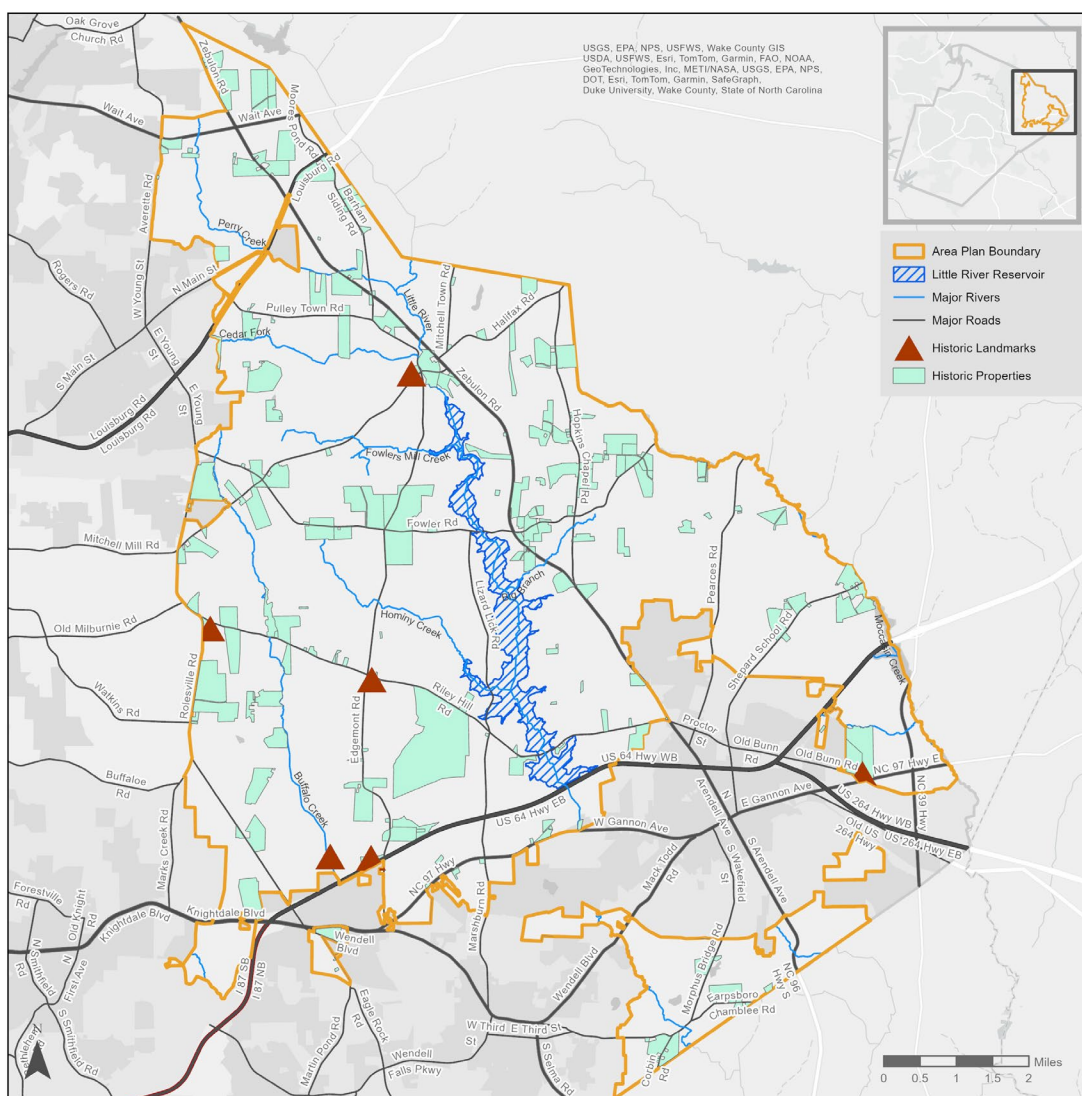 Oak Grove
Church Rd
Zebulon Rd
Wait Ave
Wait Ave
Moores
Pond Rd
Louisburg Rd
Barham
Siding Rd
Averette Rd
Perry Creek
N Main St
W Young St
Rogers Rd
Pulley Town Rd
Little River
Mitchell Town Rd
Halifax Rd
Cedar Fork
E Young
St
S Main St
E Young
St
Louisburg Rd
Louisburg Rd
Zebulon Rd
Hopkins Chapel Rd
Fowlers Mill Creek
Fowler Rd
Mitchell Mill Rd
Lizard Lick Rd
Big Branch
Pearces Rd
Hominy Creek
Old Milburnie Rd
Rolesville Rd
Watkins Rd
Edgemont Rd
Riley Hill
Rd
Shepard School Rd
Moccasin Creek
Proctor
St
Old Bunn
Rd
Old Bunn Rd
NC 97 Hwy E
NC 39 Hwy
Buffaloe
Rd
Buffalo Creek
US 64 Hwy WB
US 64 Hwy EB
US 264 Hwy WB
US 264 Hwy EB
Old US
264 Hwy
E Gannon Ave
W Gannon Ave
N
Arendell Ave
S Arendell Ave
S Wakefield
St
Mack Todd
Rd
Marks Creek Rd
NC 97 Hwy
Marshburn Rd
Forestville
Rd
Old Knight
Rd
Knightdale Blvd
Knightdale Blvd
Wendell
Blvd
Wendell Blvd
I 87 SB
I 87 NB
N
First Ave
N
Smithfield
Rd
S Smithfield Rd
Eagle Rock
Rd
Martin Pond Rd
Wendell
Falls Pkwy
W Third
St
E Third St
S Selma Rd
Morphus Bridge Rd
Earpsboro
Chamblee Rd
Corbin
Rd
NC 96
Hwy S
USGS, EPA, NPS, USFWS, Wake County GIS
USDA, USFWS, Esri, TomTom, Garmin, FAO, NOAA,
GeoTechnologies, Inc, METI/NASA, USGS, EPA, NPS,
DOT, Esri, TomTom, Garmin, SafeGraph,
Duke University, Wake County, State of North Carolina
Area Plan Boundary
Little River Reservoir
Major Rivers
Major Roads
Historic Landmarks
Historic Properties
N
Miles
0 0.5 1 1.5 2